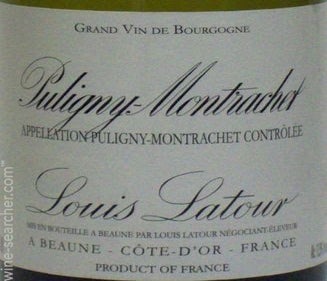 GRAND VIN DE BOURGOGNE
Puligny-Montrachet
APPELLATION PULIGNY-MONTRACHET CONTRÔLÉE
Louis Latour
MIS EN BOUTEILLE A BEAUNE PAR LOUIS LATOUR NÉGOCIANT-ÉLEVEUR
A BEAUNE - CÔTE-D'OR - FRANCE
PRODUCT OF FRANCE
wine-searcher.com™